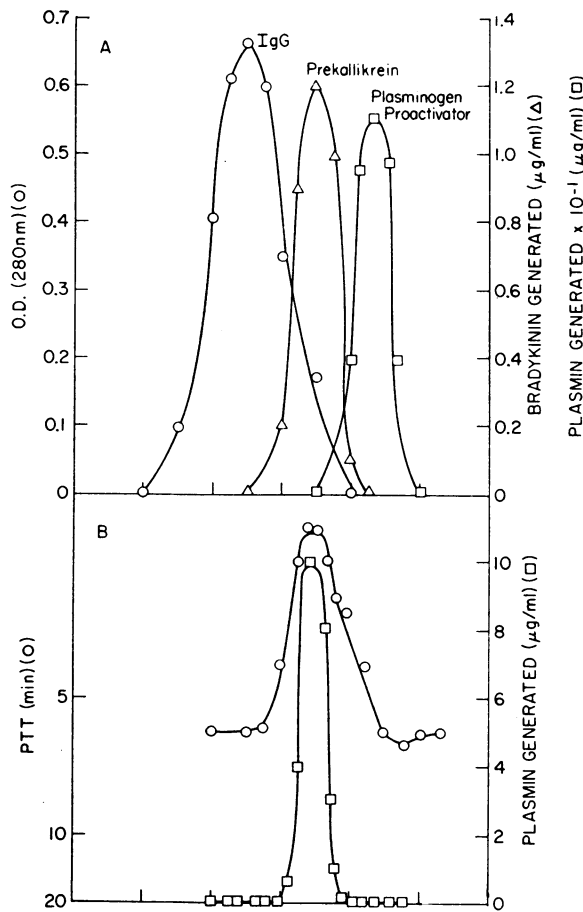 A
IgG
Prekallikrein
Plasminogen
Proactivator
0.7
0.6
0.5
0.4
0.3
0.2
0.1
0
O.D. (280nm)(O)
1.4
1.2
1.0
0.8
0.6
0.4
0.2
0
BRADYKININ GENERATED (μg/ml)(Δ)
PLASMIN GENERATED x 10⁻¹ (μg/ml)(□)
B
5
10
20
PTT (min)(O)
10
8
6
4
2
0
PLASMIN GENERATED (μg/ml)(□)